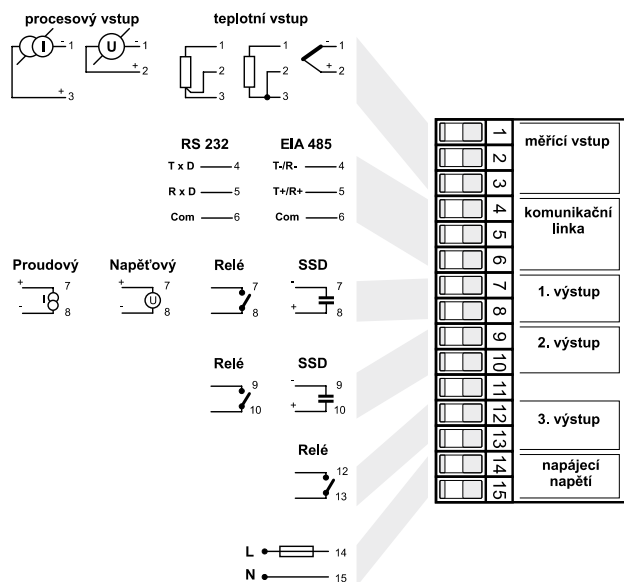 procesový vstup teplotní vstup
I - 1 U - 1 1 1 - 1
+ 2 2 2 + 2
+ 3 3 3
RS 232 EIA 485
T x D 4 T-/R- 4
R x D 5 T+/R+ 5
Com 6 Com 6
Proudový Napěťový Relé SSD
+ 7 + 7 7 - 7
I U
- 8 - 8 8 + 8
Relé SSD
9 - 9
10 + 10
Relé
12
13
L 14
N 15
1
2
3
4
5
6
7
8
9
10
11
12
13
14
15
měřící vstup
komunikační
linka
1. výstup
2. výstup
3. výstup
napájecí
napětí